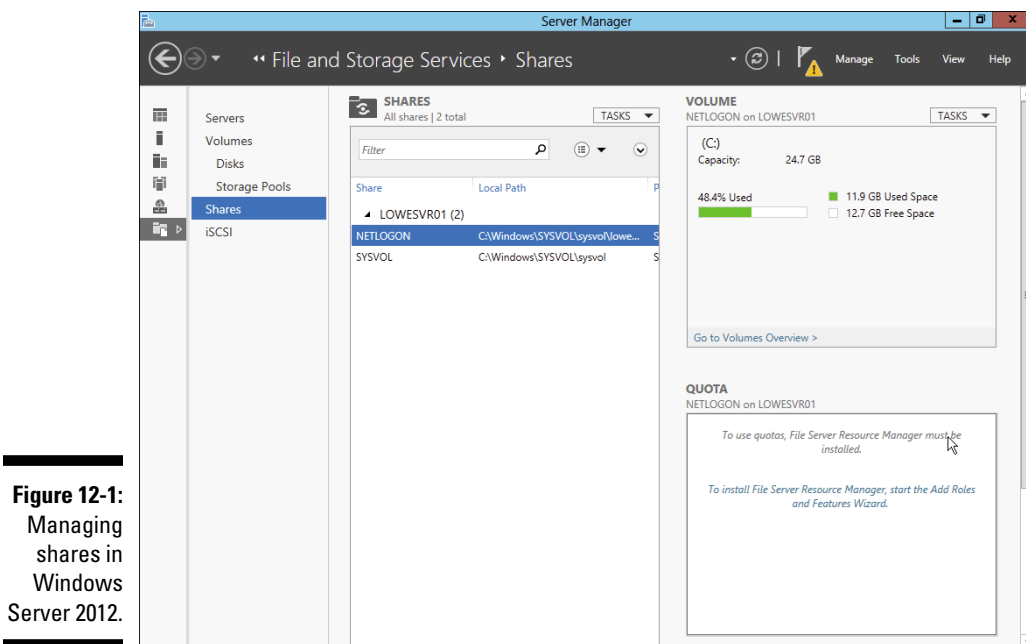 Server Manager
File and Storage Services
Shares
Manage
Tools
View
Help
Servers
Volumes
Disks
Storage Pools
Shares
iSCSI
SHARES
All shares | 2 total
TASKS
Filter
Share Local Path P
LOWESVR01 (2)
NETLOGON C:\Windows\SYSVOL\sysvol\lowe... S
SYSVOL C:\Windows\SYSVOL\sysvol S
VOLUME
NETLOGON on LOWESVR01
TASKS
(C:)
Capacity: 24.7 GB
48.4% Used
11.9 GB Used Space
12.7 GB Free Space
Go to Volumes Overview >
QUOTA
NETLOGON on LOWESVR01
To use quotas, File Server Resource Manager must be
installed.
To install File Server Resource Manager, start the Add Roles
and Features Wizard.
Figure 12-1:
Managing
shares in
Windows
Server 2012.